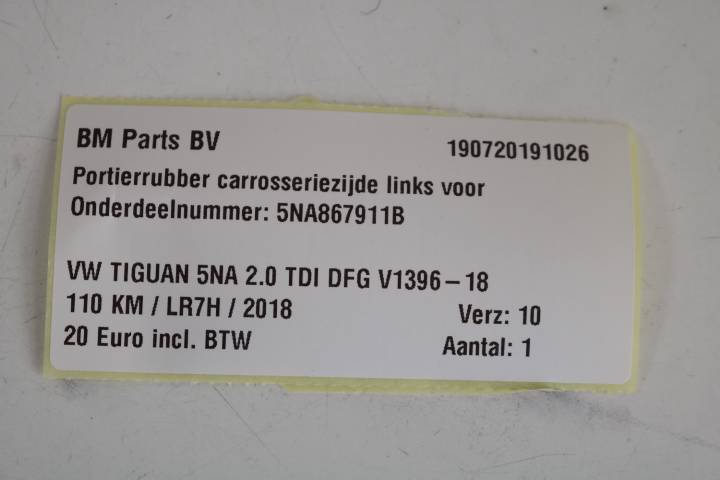 BM Parts BV 190720191026
Portierrubber carrosseriezijde links voor
Onderdeelnummer: 5NA867911B
VW TIGUAN 5NA 2.0 TDI DFG V1396-18
110 KM / LR7H / 2018 Verz: 10
20 Euro incl. BTW Aantal: 1